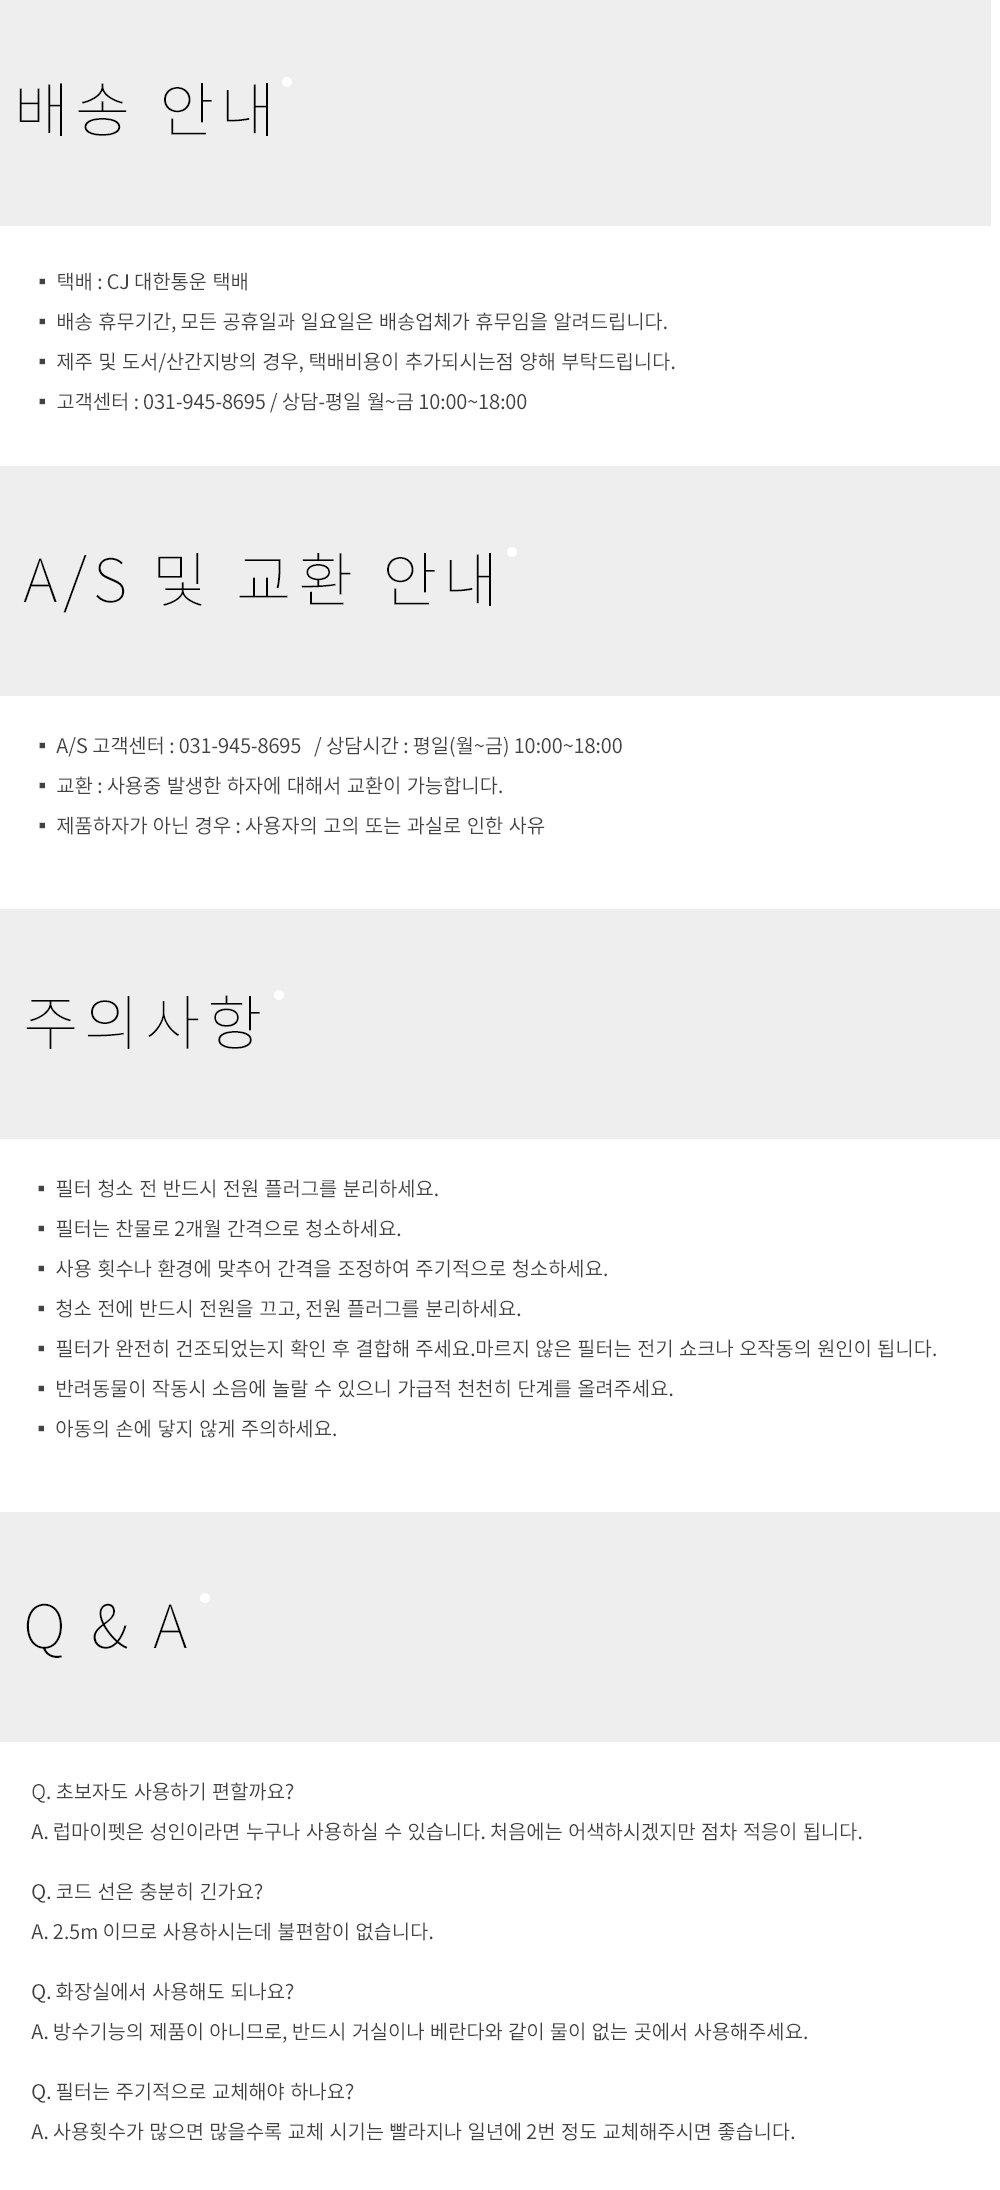 배송 안내
▪ 택배 : CJ 대한통운 택배
▪ 배송 휴무기간, 모든 공휴일과 일요일은 배송업체가 휴무임을 알려드립니다.
▪ 제주 및 도서/산간지방의 경우, 택배비용이 추가되시는점 양해 부탁드립니다.
▪ 고객센터 : 031-945-8695 / 상담-평일 월~금 10:00~18:00
A/S 및 교환 안내
▪ A/S 고객센터 : 031-945-8695 / 상담시간 : 평일(월~금) 10:00~18:00
▪ 교환 : 사용중 발생한 하자에 대해서 교환이 가능합니다.
▪ 제품하자가 아닌 경우 : 사용자의 고의 또는 과실로 인한 사유
주의사항
▪ 필터 청소 전 반드시 전원 플러그를 분리하세요.
▪ 필터는 찬물로 2개월 간격으로 청소하세요.
▪ 사용 횟수나 환경에 맞추어 간격을 조정하여 주기적으로 청소하세요.
▪ 청소 전에 반드시 전원을 끄고, 전원 플러그를 분리하세요.
▪ 필터가 완전히 건조되었는지 확인 후 결합해 주세요.마르지 않은 필터는 전기 쇼크나 오작동의 원인이 됩니다.
▪ 반려동물이 작동시 소음에 놀랄 수 있으니 가급적 천천히 단계를 올려주세요.
▪ 아동의 손에 닿지 않게 주의하세요.
Q & A
Q. 초보자도 사용하기 편할까요?
A. 럽마이펫은 성인이라면 누구나 사용하실 수 있습니다. 처음에는 어색하시겠지만 점차 적응이 됩니다.
Q. 코드 선은 충분히 긴가요?
A. 2.5m 이므로 사용하시는데 불편함이 없습니다.
Q. 화장실에서 사용해도 되나요?
A. 방수기능의 제품이 아니므로, 반드시 거실이나 베란다와 같이 물이 없는 곳에서 사용해주세요.
Q. 필터는 주기적으로 교체해야 하나요?
A. 사용횟수가 많으면 많을수록 교체 시기는 빨라지나 일년에 2번 정도 교체해주시면 좋습니다.